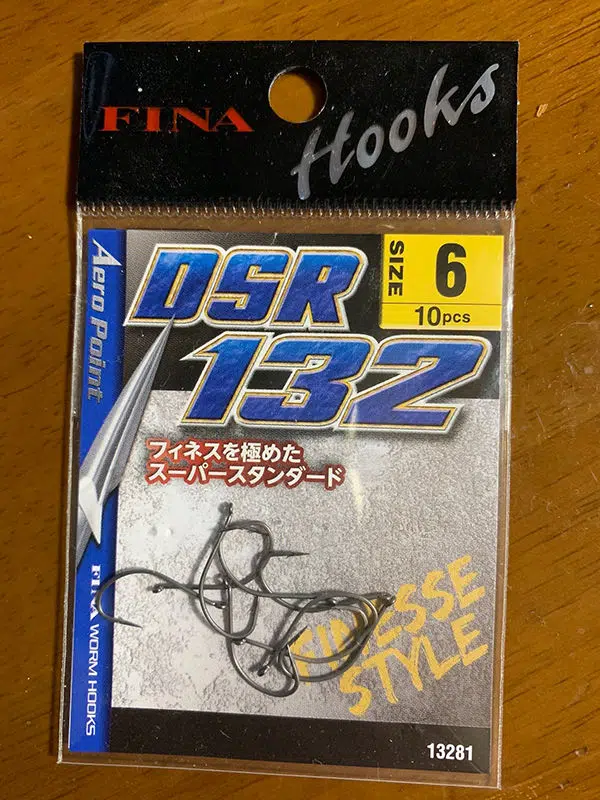 FINA
Hooks
Aero Point
DSR
132
SIZE
6
10pcs
フィネスを極めた
スーパースタンダード
FINESSE
STYLE
FINA WORM HOOKS
13281